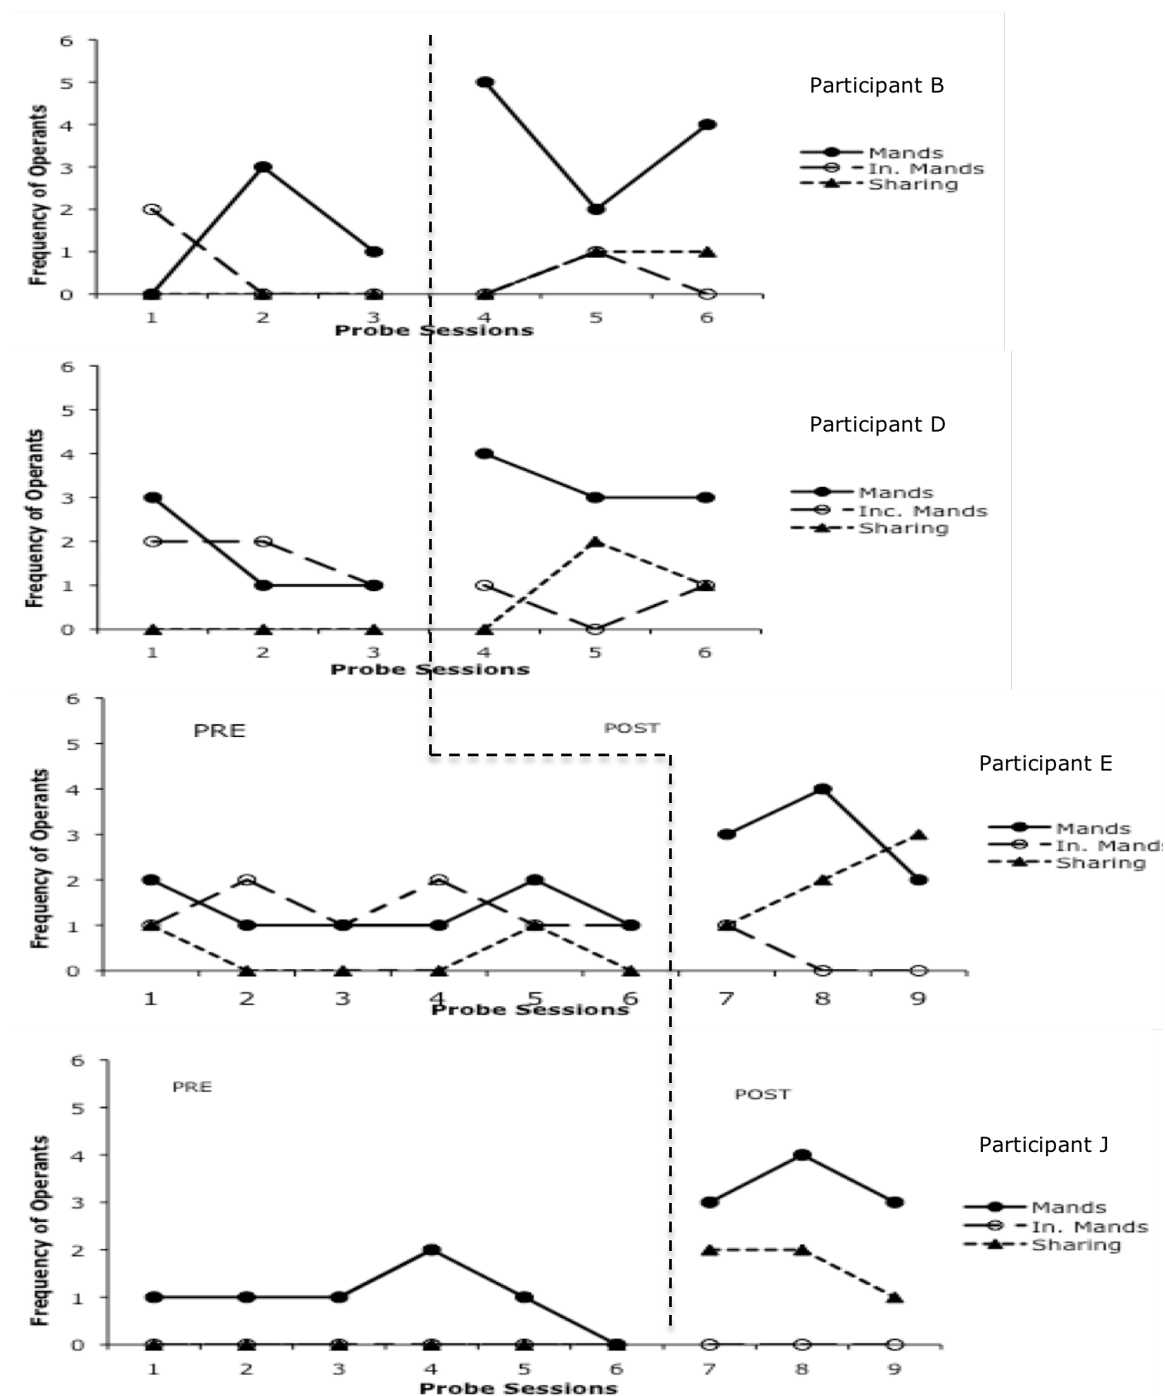 6
5
4
3
2
1
0
Frequency of Operants
Participant B
Mands
In. Mands
Sharing
1 2 3 4 5 6
Probe Sessions
6
5
4
3
2
1
0
Frequency of Operants
Participant D
Mands
Inc. Mands
Sharing
1 2 3 4 5 6
Probe Sessions
6
5
4
3
2
1
0
Frequency of Operants
PRE POST
Participant E
Mands
In. Mands
Sharing
1 2 3 4 5 6 7 8 9
Probe Sessions
6
5
4
3
2
1
0
Frequency of Operants
PRE POST
Participant J
Mands
In. Mands
Sharing
1 2 3 4 5 6 7 8 9
Probe Sessions